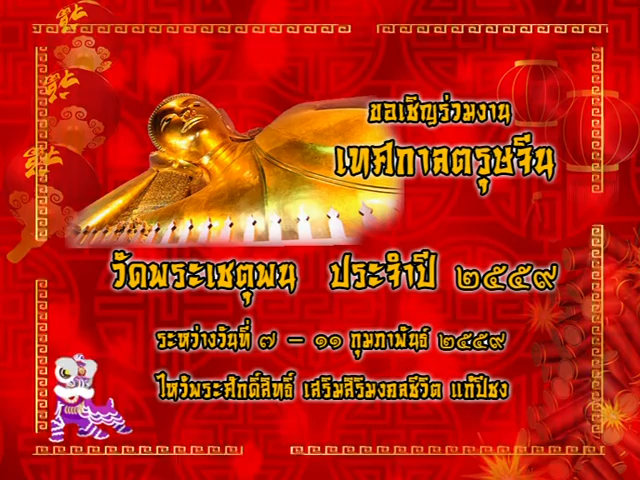 ขอเชิญร่วมงาน
เทศกาลตรุษจีน
วัดพระเชตุพน ประจำปี ๒๕๕๙
ระหว่างวันที่ ๗ - ๑๑ กุมภาพันธ์ ๒๕๕๙
ไหว้พระศักดิ์สิทธิ์ เสริมสิริมงคลชีวิต แก้ปีชง